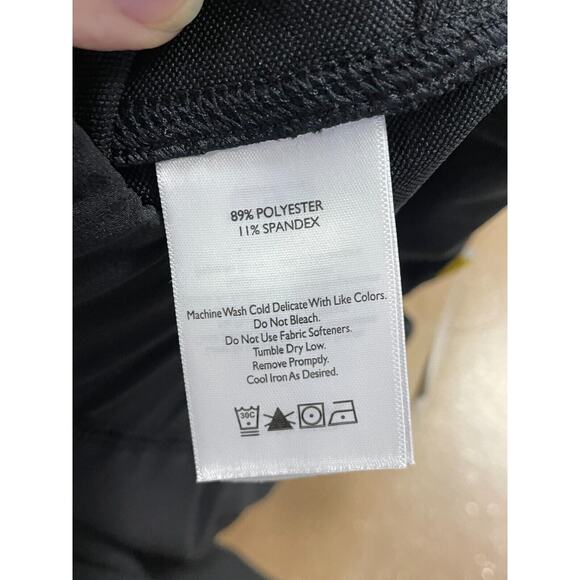 89% POLYESTER
11% SPANDEX
Machine Wash Cold Delicate With Like Colors.
Do Not Bleach.
Do Not Use Fabric Softeners.
Tumble Dry Low.
Remove Promptly.
Cool Iron As Desired.
30C